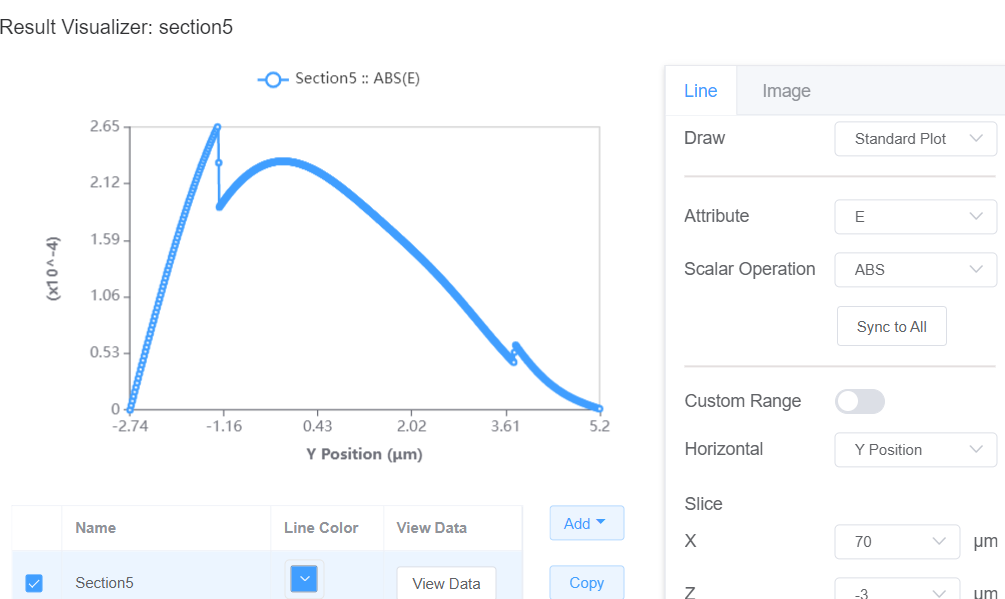 Result Visualizer: section5
Section5 :: ABS(E)
2.65
2.12
1.59
1.06
0.53
0
(x10^-4)
-2.74 -1.16 0.43 2.02 3.61 5.2
Y Position (μm)
Name Line Color View Data
Section5 View Data
Add
Copy
Line Image
Draw Standard Plot
Attribute E
Scalar Operation ABS
Sync to All
Custom Range
Horizontal Y Position
Slice
X 70 μm
Z -3 μm